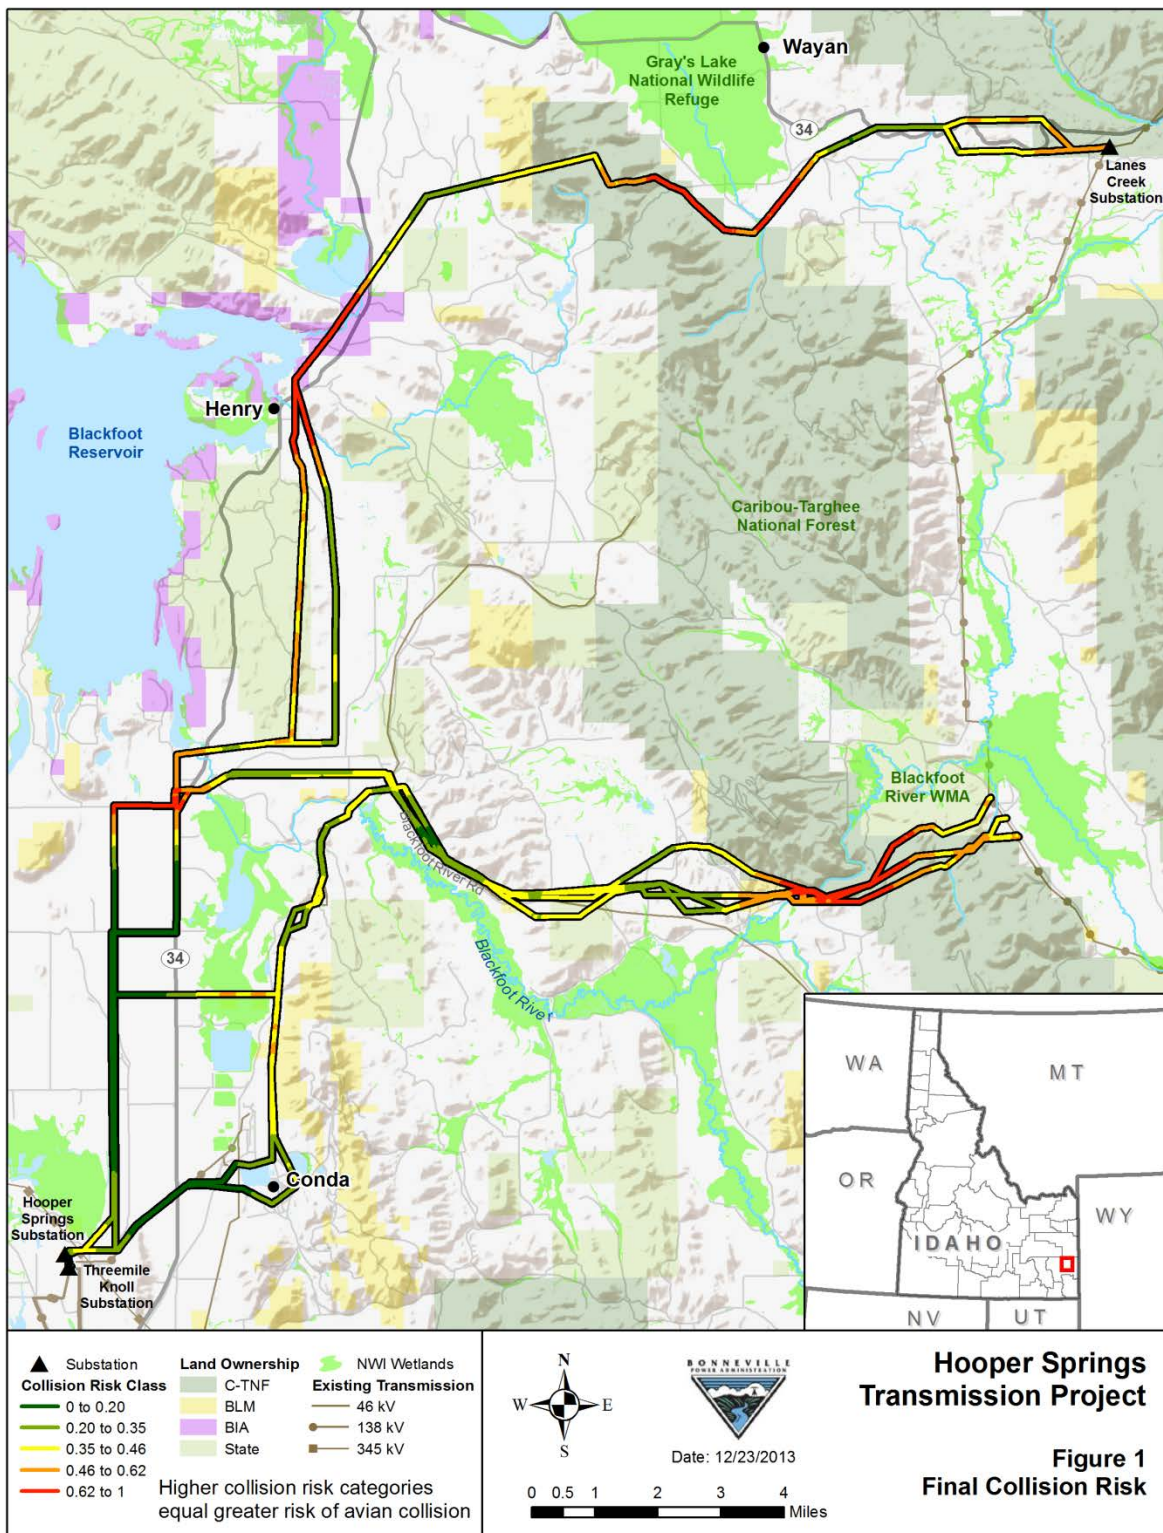 Wayan
Gray's Lake
National Wildlife
Refuge
34
Lanes
Creek
Substation
Henry
Blackfoot
Reservoir
Caribou-Targhee
National Forest
Blackfoot
River WMA
Blackfoot River Rd
34
Blackfoot River
Conda
Hooper
Springs
Substation
Threemile
Knoll
Substation
WA
MT
OR
IDAHO
WY
NV
UT
Substation
Collision Risk Class
0 to 0.20
0.20 to 0.35
0.35 to 0.46
0.46 to 0.62
0.62 to 1
Land Ownership
C-TNF
BLM
BIA
State
NWI Wetlands
Existing Transmission
46 kV
138 kV
345 kV
Higher collision risk categories
equal greater risk of avian collision
N
W E
S
BONNEVILLE
POWER ADMINISTRATION
Date: 12/23/2013
0 0.5 1 2 3 4
Miles
Hooper Springs
Transmission Project
Figure 1
Final Collision Risk